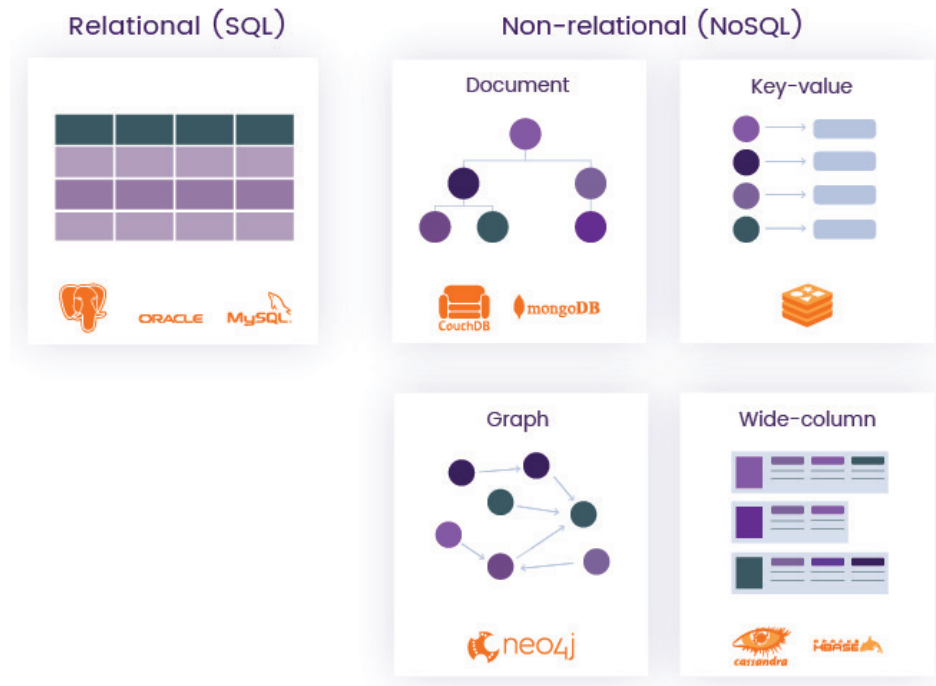 Relational (SQL)
Non-relational (NoSQL)
Document
Key-value
ORACLE
MySQL
CouchDB
mongoDB
Graph
Wide-column
neo4j
cassandra
HBASE